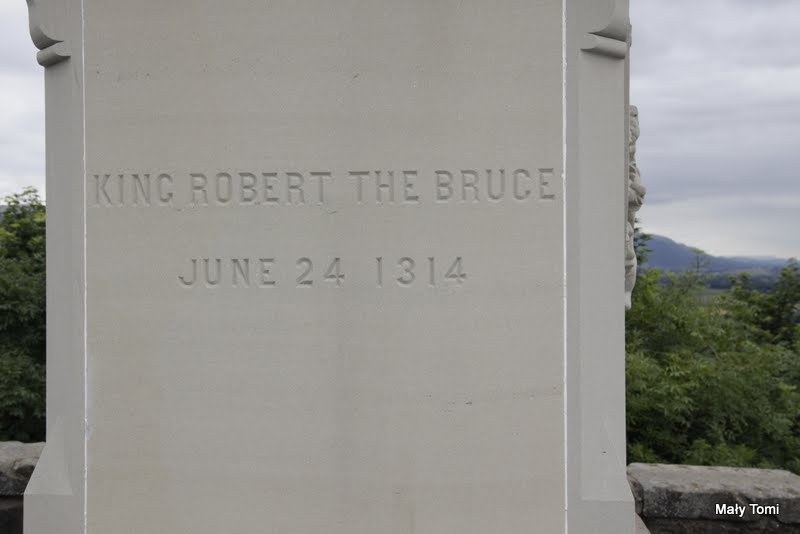 KING ROBERT THE BRUCE
JUNE 24 1314
Mały Tomi